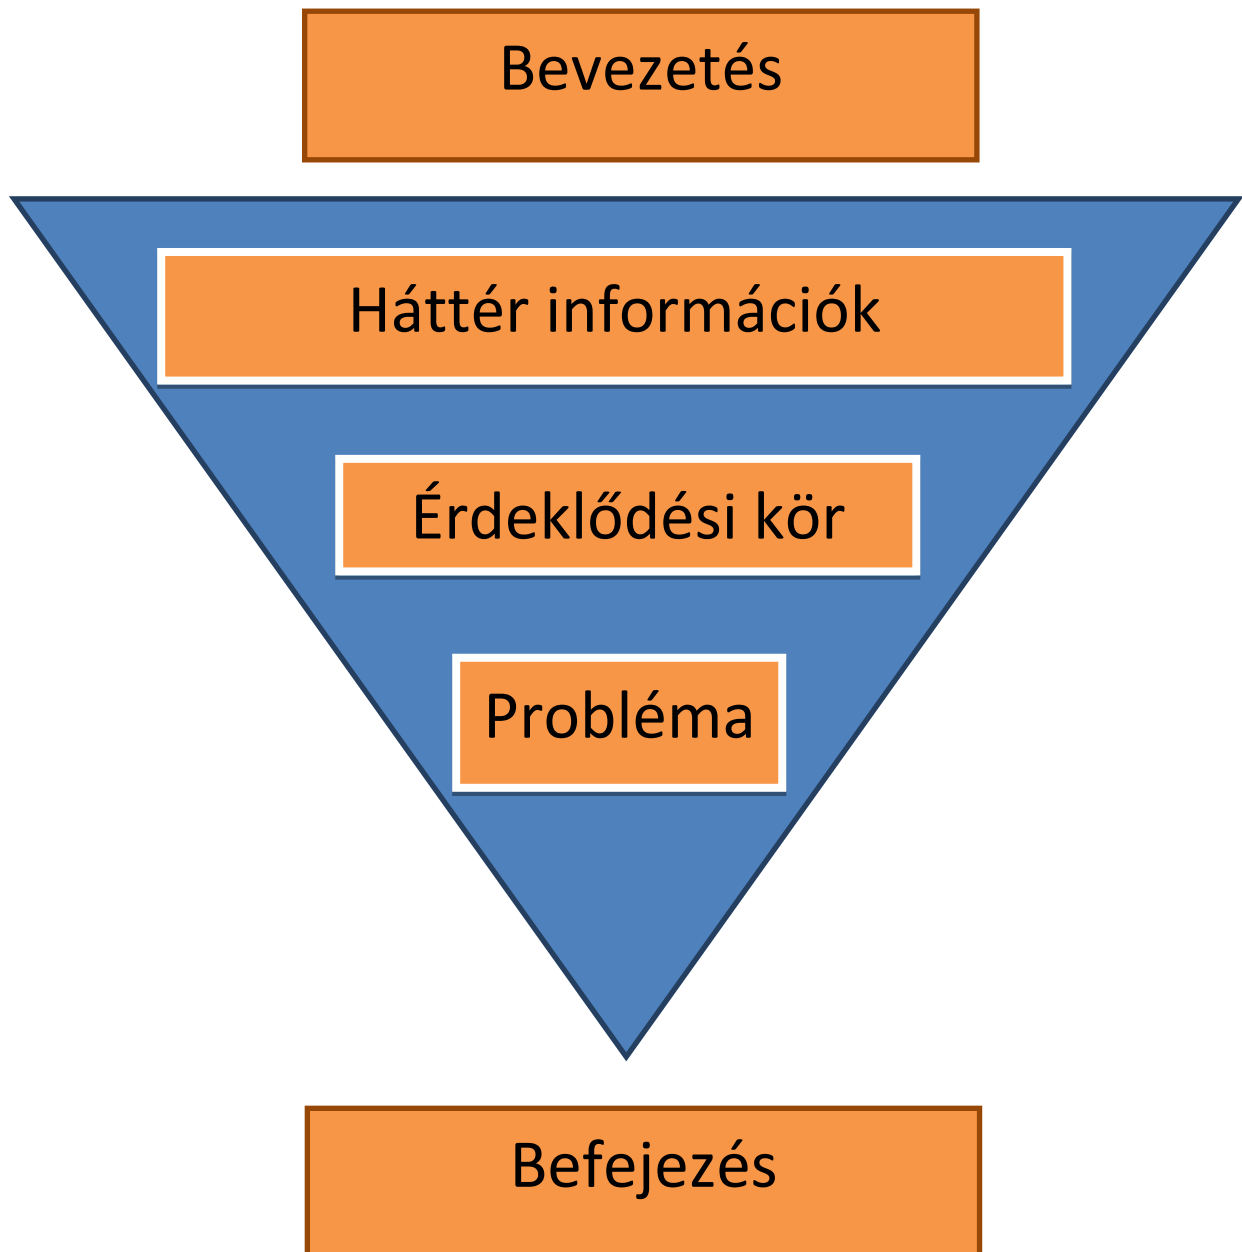 Bevezetés
Háttér információk
Érdeklődési kör
Probléma
Befejezés